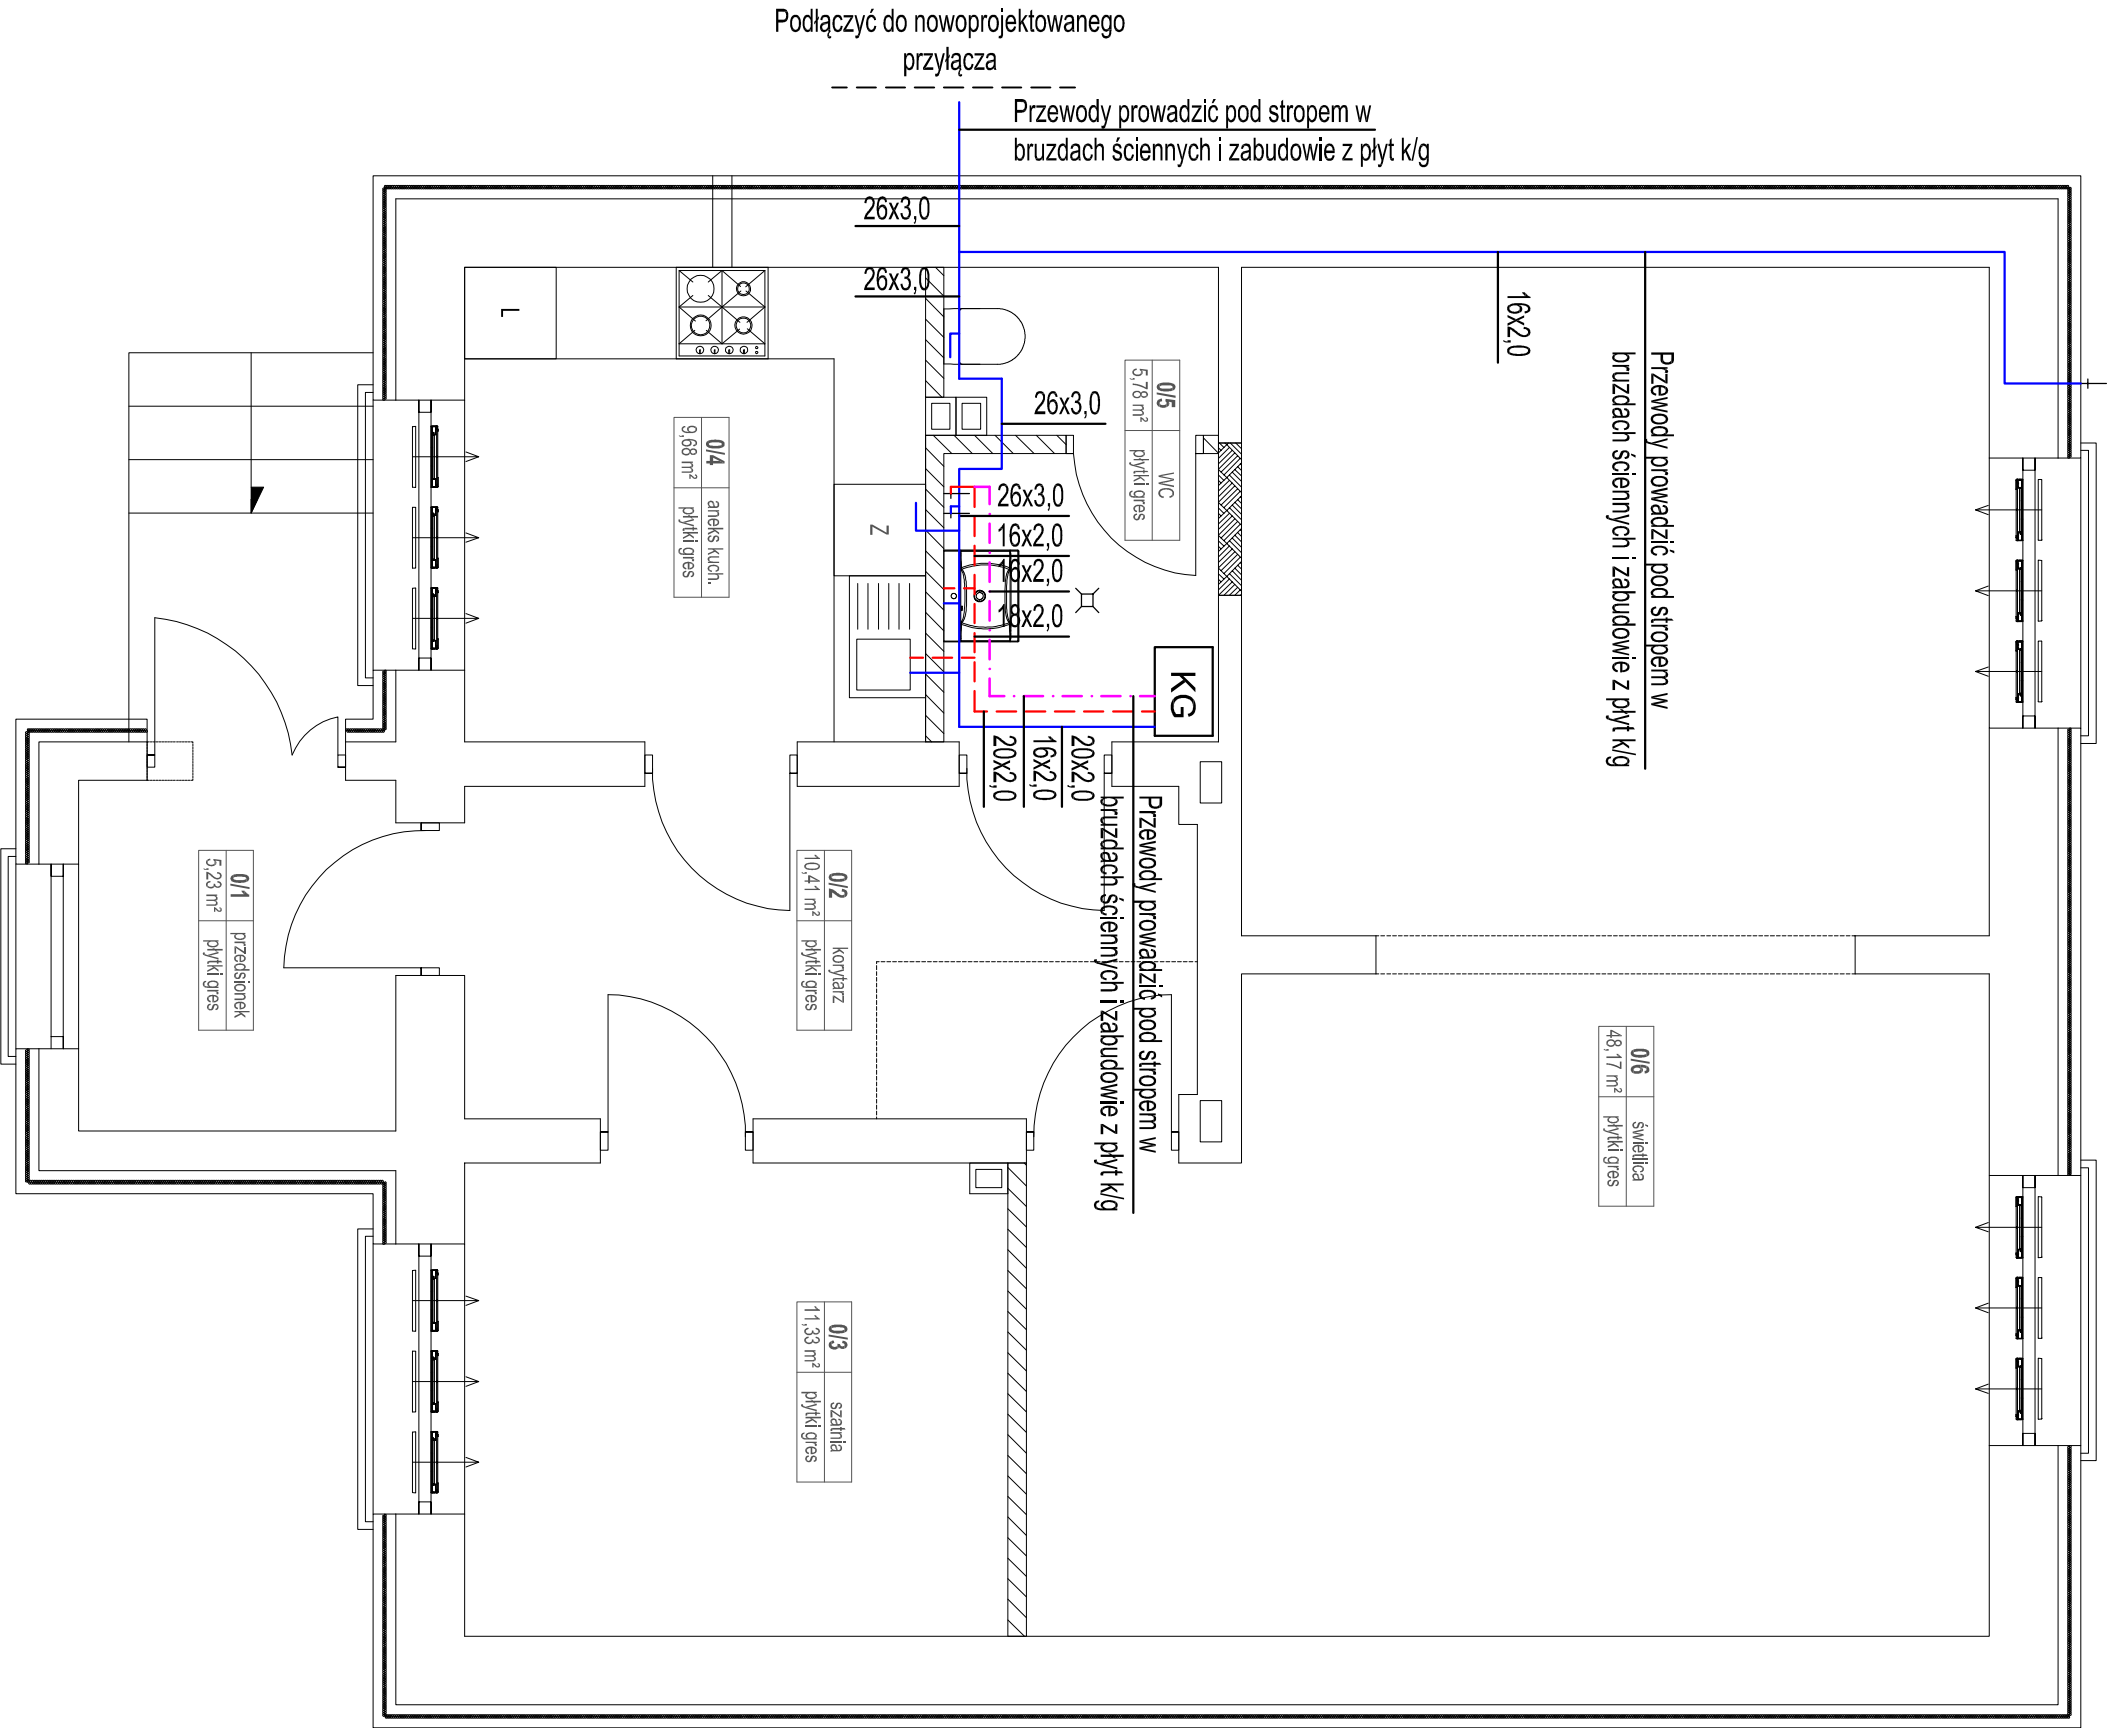 Podłączyć do nowoprojektowanego
przyłącza
Przewody prowadzić pod stropem w
bruzdach ściennych i zabudowie z płyt k/g
26x3,0
26x3,0
16x2,0
Przewody prowadzić pod stropem w
bruzdach ściennych i zabudowie z płyt k/g
L
0/5 WC
5,78 m² płytki gres
26x3,0
0/4 aneks kuch.
9,68 m² płytki gres
Z
26x3,0
16x2,0
16x2,0
18x2,0
KG
20x2,0
16x2,0
20x2,0
Przewody prowadzić pod stropem w
bruzdach ściennych i zabudowie z płyt k/g
0/1 przedsionek
5,23 m² płytki gres
0/2 korytarz
10,41 m² płytki gres
0/6 świetlica
48,17 m² płytki gres
0/3 szatnia
11,33 m² płytki gres